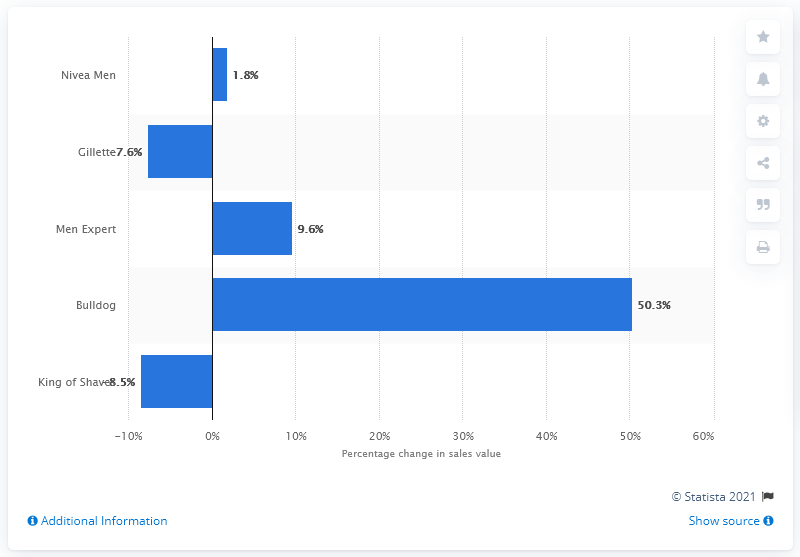 Nivea Men
1.8%
Gillette
7.6%
Men Expert
9.6%
Bulldog
50.3%
King of Shaves
-8.5%
-10%
0%
10%
20%
30%
40%
50%
60%
Percentage change in sales value
© Statista 2021
Additional Information
Show source